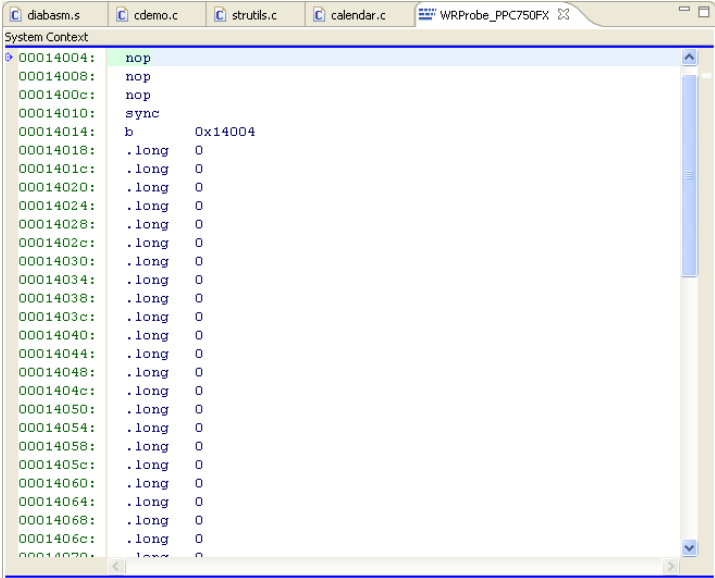 diabasm.s cdemo.c strutils.c calendar.c WRProbe_PPC750FX
System Context
00014004: nop
00014008: nop
0001400c: nop
00014010: sync
00014014: b 0x14004
00014018: .long 0
0001401c: .long 0
00014020: .long 0
00014024: .long 0
00014028: .long 0
0001402c: .long 0
00014030: .long 0
00014034: .long 0
00014038: .long 0
0001403c: .long 0
00014040: .long 0
00014044: .long 0
00014048: .long 0
0001404c: .long 0
00014050: .long 0
00014054: .long 0
00014058: .long 0
0001405c: .long 0
00014060: .long 0
00014064: .long 0
00014068: .long 0
0001406c: .long 0
00014070: .long 0